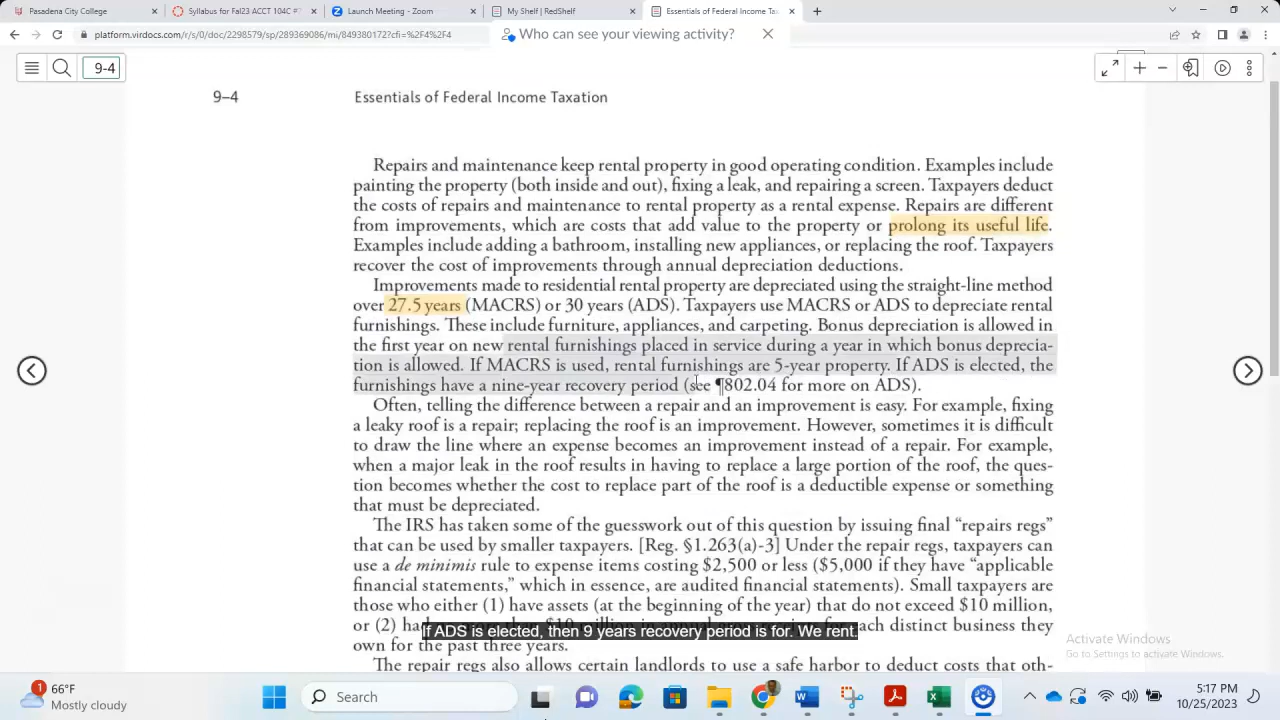 Pasadena City College
Syllabus for Fal23 ACCT 104C
Launch Meeting - Zoom
My Shelf | RedShelf
Essentials of Federal Income Tax
platform.virdocs.com/r/s/0/doc/2298579/sp/289369086/mi/849380172?cfi=%2F4%2F4
Who can see your viewing activity?
9-4
9–4 Essentials of Federal Income Taxation
Repairs and maintenance keep rental property in good operating condition. Examples include
painting the property (both inside and out), fixing a leak, and repairing a screen. Taxpayers deduct
the costs of repairs and maintenance to rental property as a rental expense. Repairs are different
from improvements, which are costs that add value to the property or prolong its useful life.
Examples include adding a bathroom, installing new appliances, or replacing the roof. Taxpayers
recover the cost of improvements through annual depreciation deductions.
Improvements made to residential rental property are depreciated using the straight-line method
over 27.5 years (MACRS) or 30 years (ADS). Taxpayers use MACRS or ADS to depreciate rental
furnishings. These include furniture, appliances, and carpeting. Bonus depreciation is allowed in
the first year on new rental furnishings placed in service during a year in which bonus deprecia-
tion is allowed. If MACRS is used, rental furnishings are 5-year property. If ADS is elected, the
furnishings have a nine-year recovery period (see ¶802.04 for more on ADS).
Often, telling the difference between a repair and an improvement is easy. For example, fixing
a leaky roof is a repair; replacing the roof is an improvement. However, sometimes it is difficult
to draw the line where an expense becomes an improvement instead of a repair. For example,
when a major leak in the roof results in having to replace a large portion of the roof, the ques-
tion becomes whether the cost to replace part of the roof is a deductible expense or something
that must be depreciated.
The IRS has taken some of the guesswork out of this question by issuing final “repairs regs”
that can be used by smaller taxpayers. [Reg. §1.263(a)-3] Under the repair regs, taxpayers can
use a de minimis rule to expense items costing $2,500 or less ($5,000 if they have “applicable
financial statements,” which in essence, are audited financial statements). Small taxpayers are
those who either (1) have assets (at the beginning of the year) that do not exceed $10 million,
or (2) each distinct business they
If ADS is elected, then 9 years recovery period is for. We rent.
own for the past three years.
The repair regs also allows certain landlords to use a safe harbor to deduct costs that oth-
Activate Windows
Go to Settings to activate Windows.
1
66°F
Mostly cloudy
Search
5:17 PM
10/25/2023